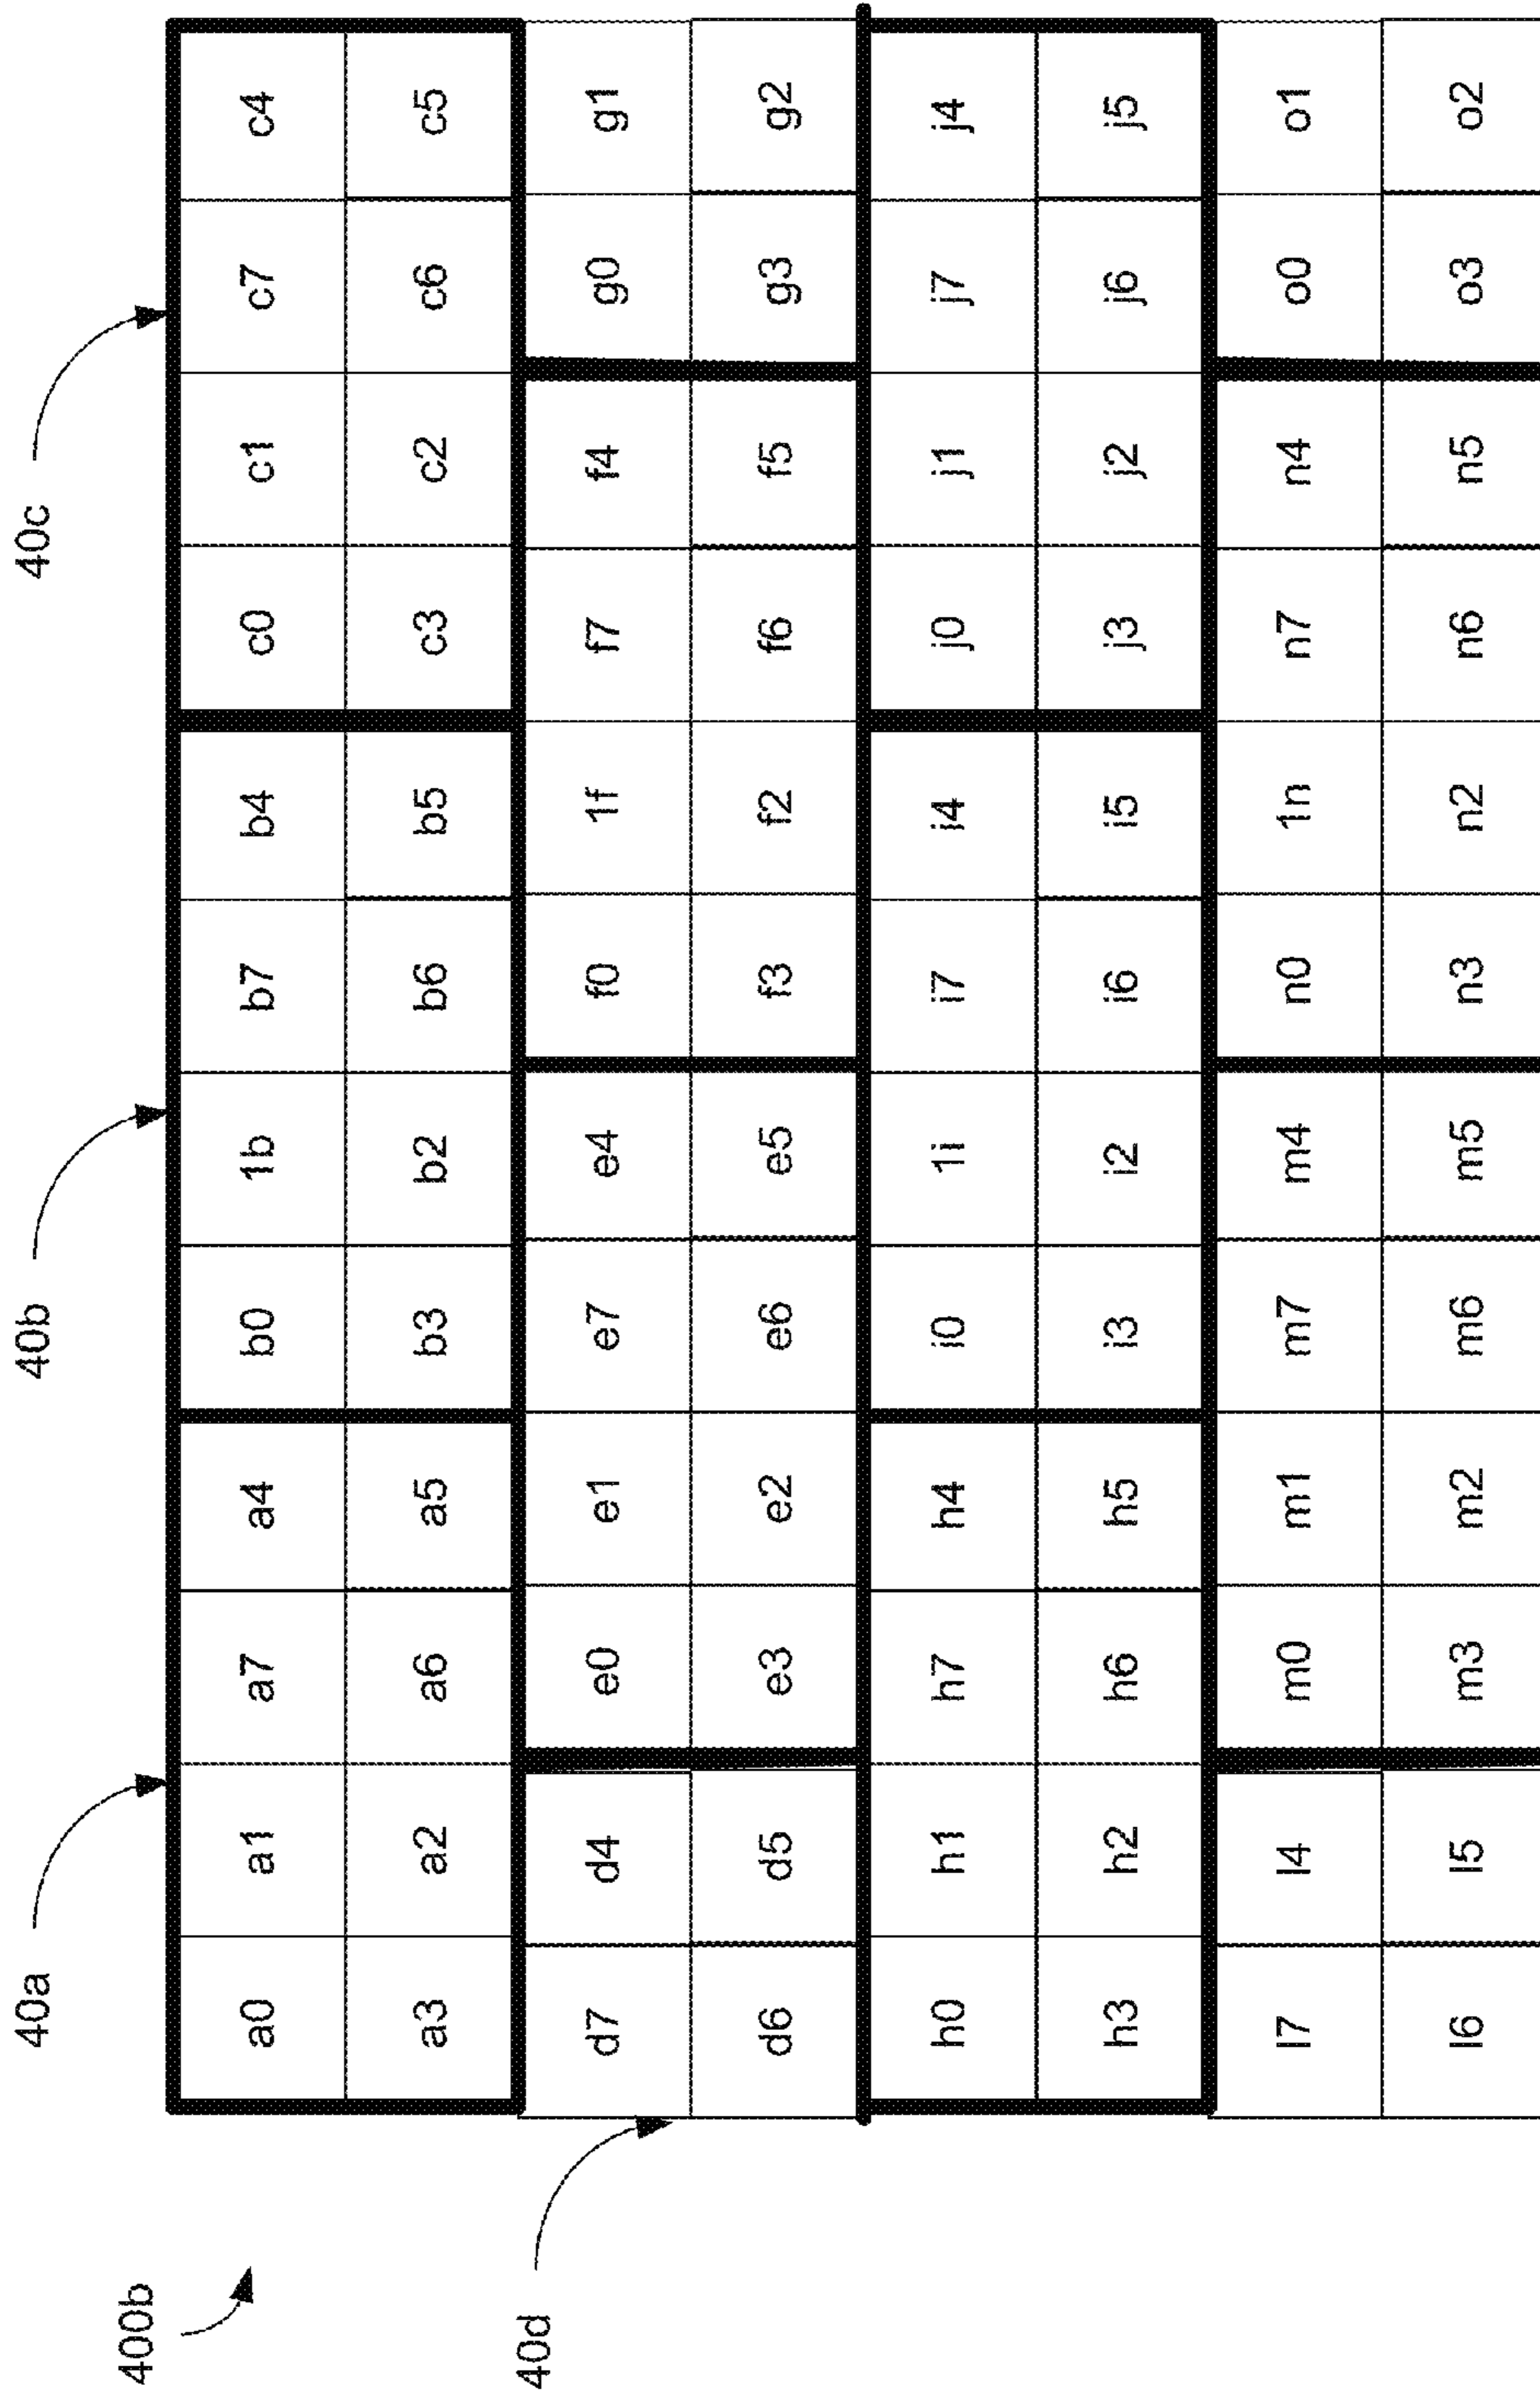 40a 40b 40c
400b
a0 a1 a7 a4 b0 1b b7 b4 c0 c1 c7 c4
a3 a2 a6 a5 b3 b2 b6 b5 c3 c2 c6 c5
40d
d7 d4 e0 e1 e7 e4 f0 1f f7 f4 g0 g1
d6 d5 e3 e2 e6 e5 f3 f2 f6 f5 g3 g2
h0 h1 h7 h4 i0 1i i7 i4 j0 j1 j7 j4
h3 h2 h6 h5 i3 i2 i6 i5 j3 j2 j6 j5
l7 l4 m0 m1 m7 m4 n0 1n n7 n4 o0 o1
l6 l5 m3 m2 m6 m5 n3 n2 n6 n5 o3 o2